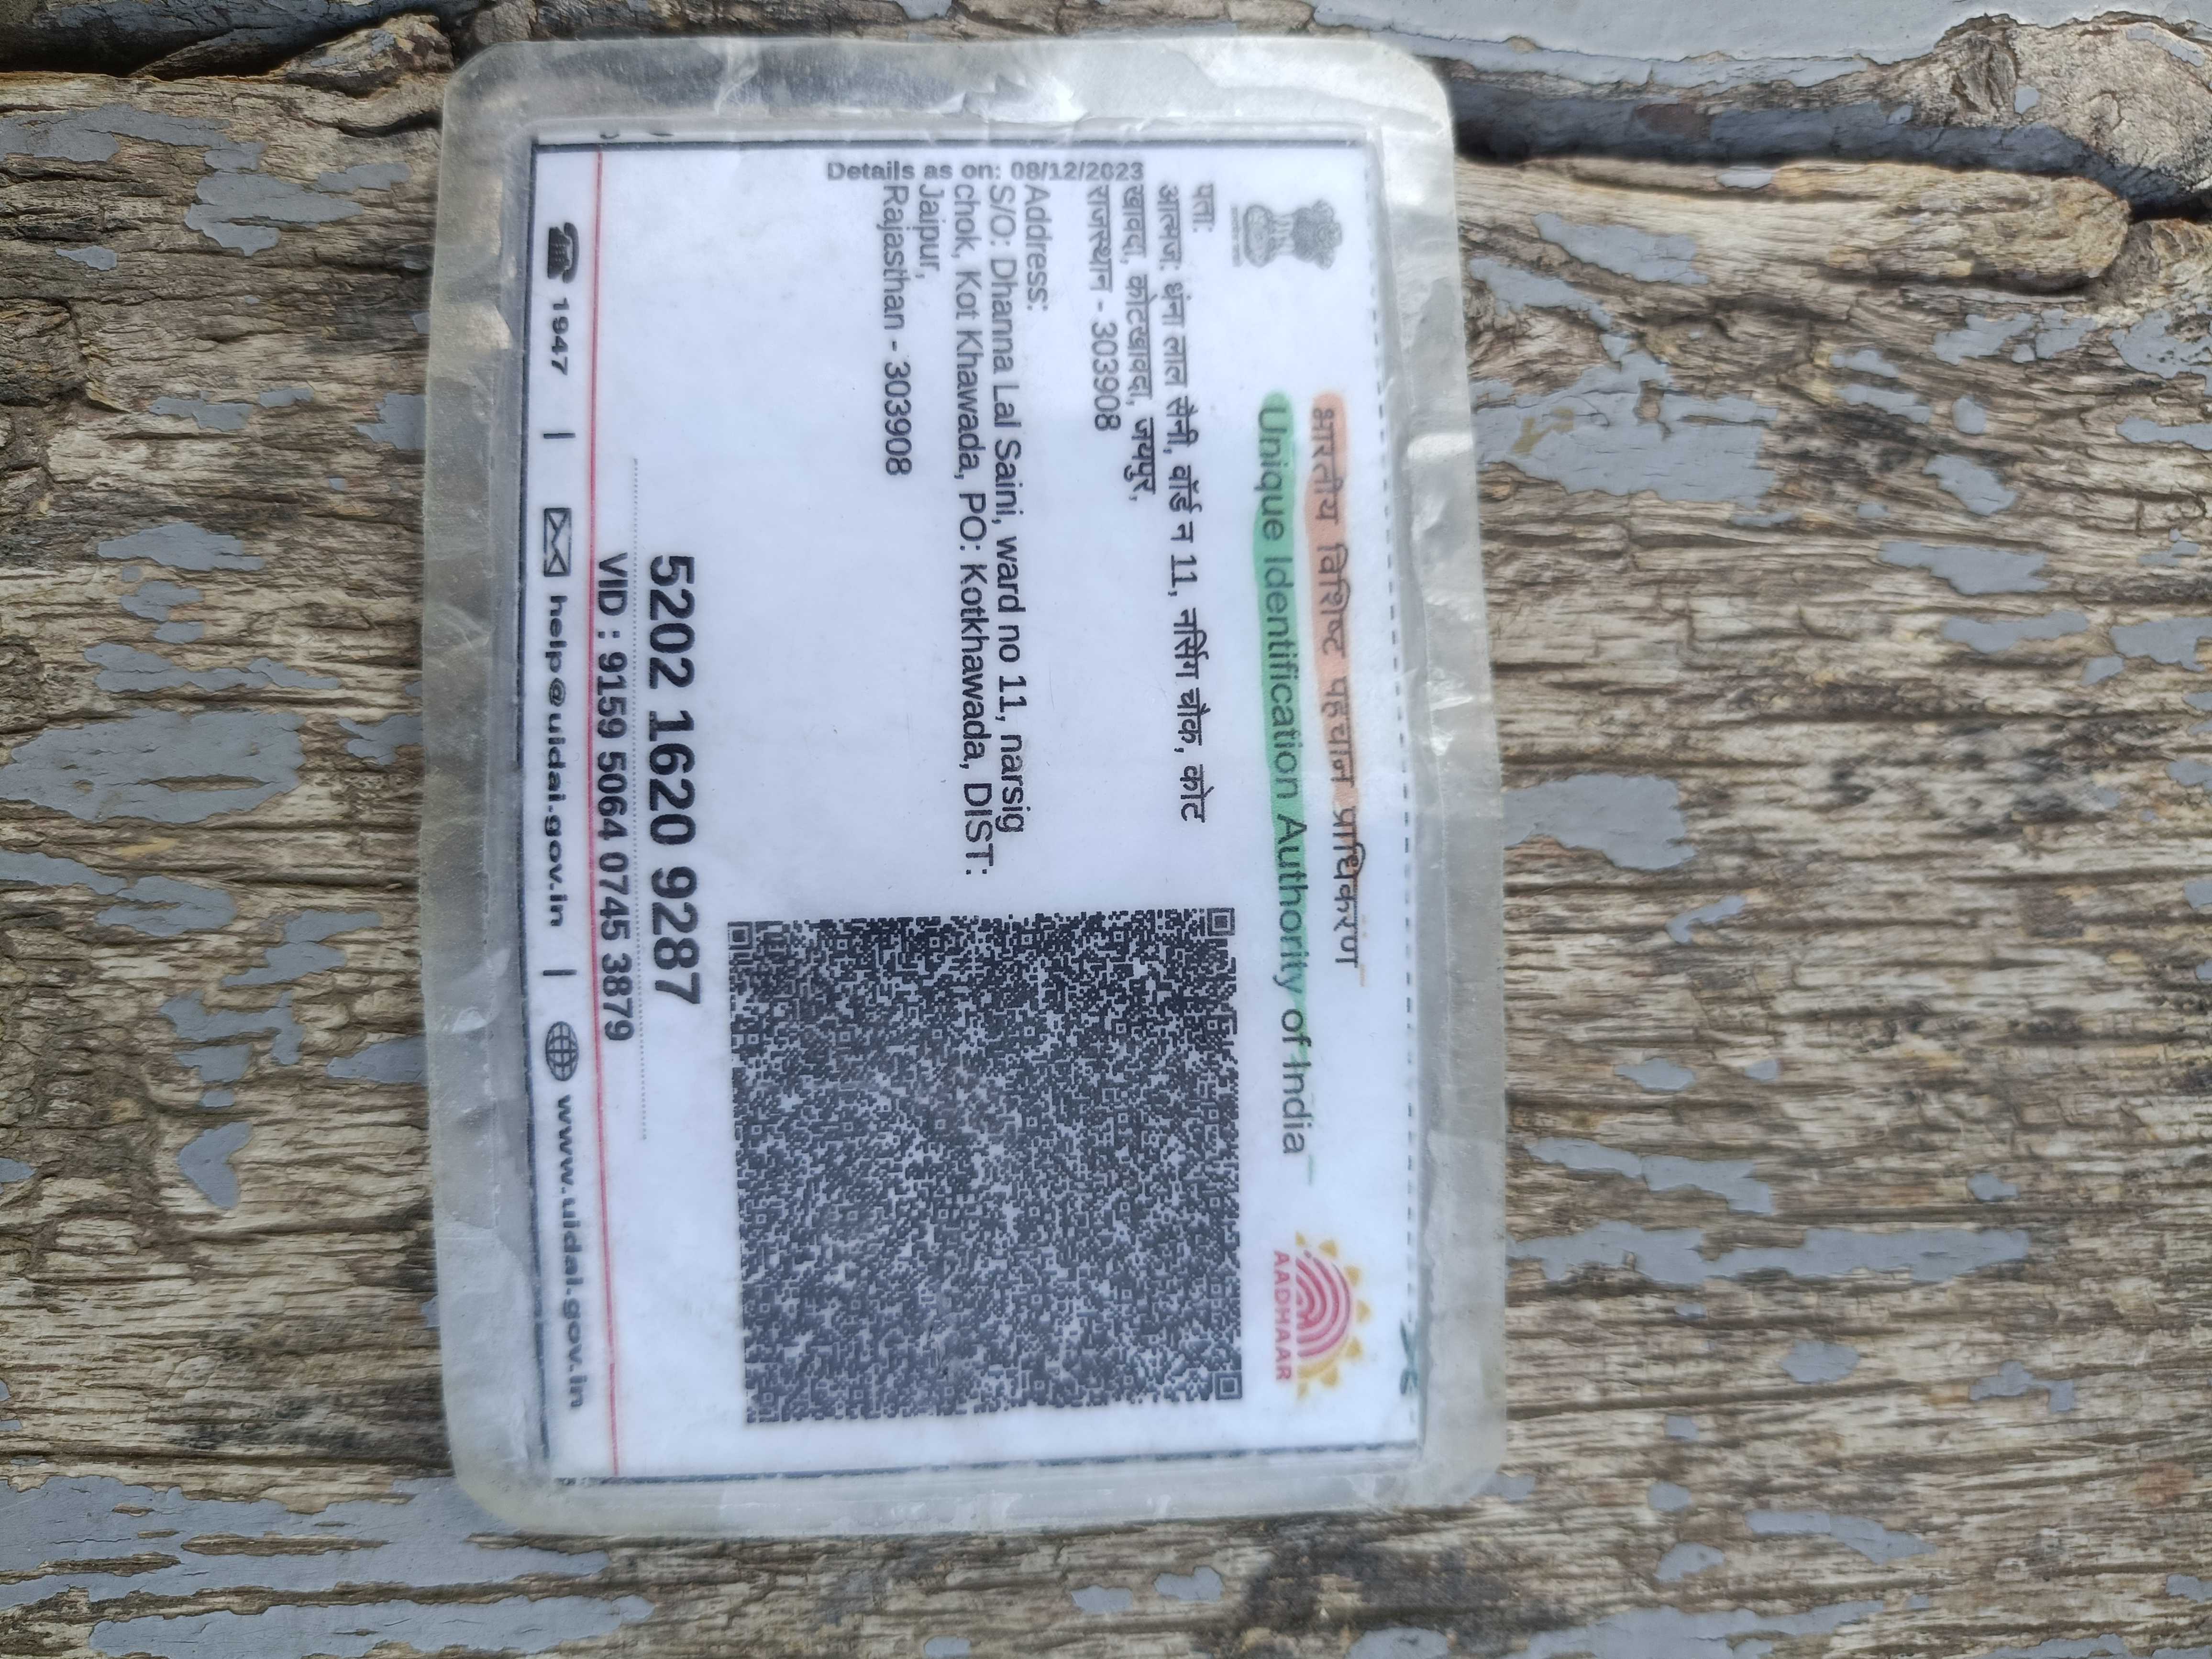 भारतीय विशिष्ट पहचान प्राधिकरण
Unique Identification Authority of India
AADHAAR
Details as on: 08/12/2023
पता:
आत्मज: धंना लाल सैनी, वॉर्ड न 11, नर्सिग चौक, कोट
खावदा, कोटखावदा, जयपुर,
राजस्थान - 303908
Address:
S/O: Dhanna Lal Saini, ward no 11, narsig
chok, Kot Khawada, PO: Kotkhawada, DIST:
Jaipur,
Rajasthan - 303908
5202 1620 9287
VID : 9159 5064 0745 3879
1947 | help@uidai.gov.in | www.uidai.gov.in